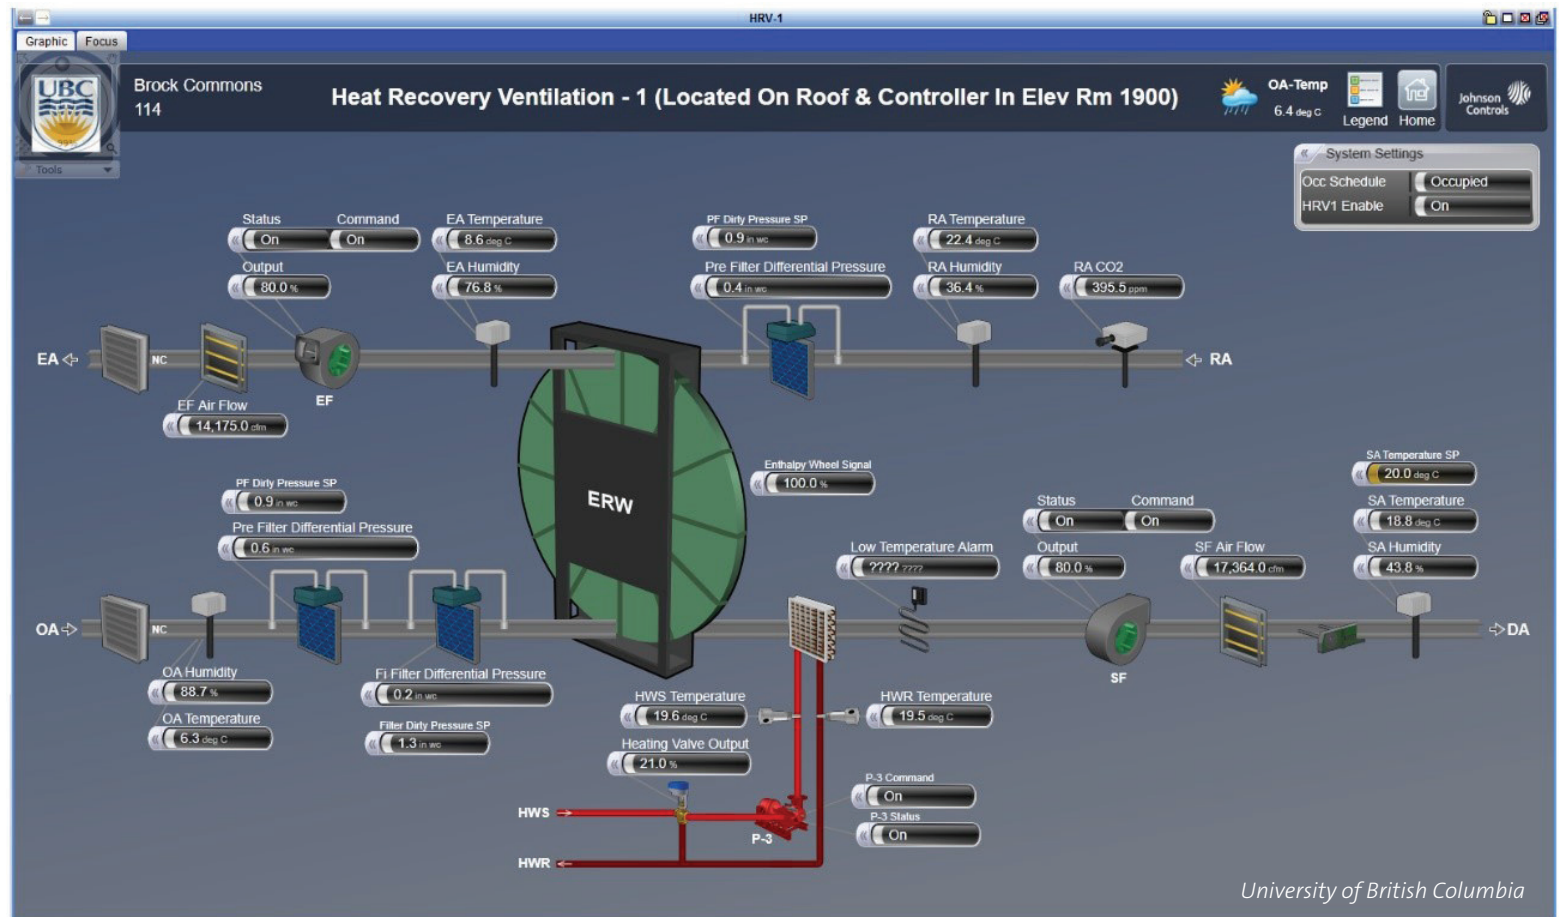 HRV-1
Graphic Focus
UBC
Brock Commons
114
Heat Recovery Ventilation - 1 (Located On Roof & Controller In Elev Rm 1900)
OA-Temp
6.4 deg C
Legend
Home
Johnson
Controls
Tools
System Settings
Occ Schedule Occupied
HRV1 Enable On
Status Command
On On
Output
80.0 %
EA Temperature
8.6 deg C
EA Humidity
76.8 %
PF Dirty Pressure SP
0.9 in wc
Pre Filter Differential Pressure
0.4 in wc
RA Temperature
22.4 deg C
RA Humidity
36.4 %
RA CO2
395.5 ppm
EA
NC
EF
RA
EF Air Flow
14,175.0 cfm
ERW
Enthalpy Wheel Signal
100.0 %
PF Dirty Pressure SP
0.9 in wc
Pre Filter Differential Pressure
0.6 in wc
Low Temperature Alarm
???? ????
Status Command
On On
Output
80.0 %
SF Air Flow
17,364.0 cfm
SA Temperature SP
20.0 deg C
SA Temperature
18.8 deg C
SA Humidity
43.8 %
OA
NC
DA
SF
OA Humidity
88.7 %
OA Temperature
6.3 deg C
Fi Filter Differential Pressure
0.2 in wc
Filter Dirty Pressure SP
1.3 in wc
HWS Temperature
19.6 deg C
HWR Temperature
19.5 deg C
Heating Valve Output
21.0 %
P-3 Command
On
P-3 Status
On
HWS
P-3
HWR
University of British Columbia